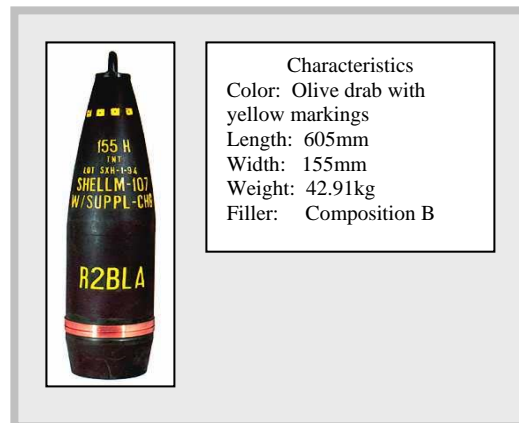 155 H
TNT
LOT SXH-1-94
SHELLM-107
W/SUPPL-CHG
R2BLA
Characteristics
Color: Olive drab with
yellow markings
Length: 605mm
Width: 155mm
Weight: 42.91kg
Filler: Composition B